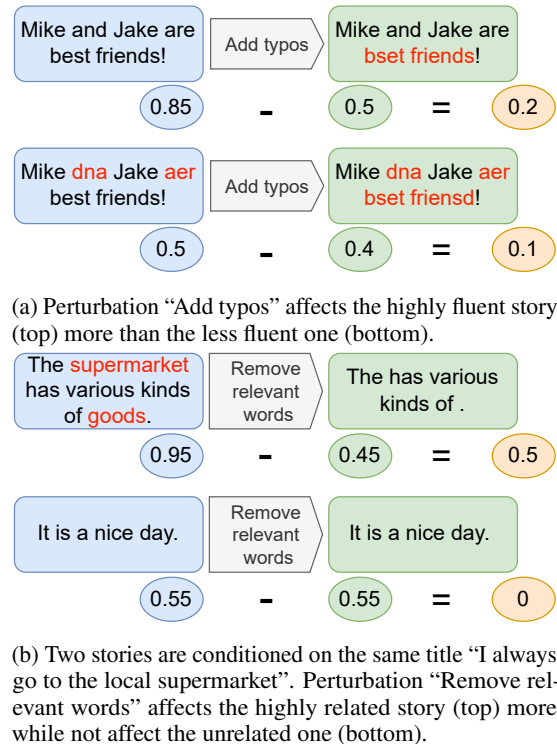 Mike and Jake are
best friends!
Add typos
Mike and Jake are
bset friends!
0.85 - 0.5 = 0.2
Mike dna Jake aer
best friends!
Add typos
Mike dna Jake aer
bset friensd!
0.5 - 0.4 = 0.1
(a) Perturbation “Add typos” affects the highly fluent story
(top) more than the less fluent one (bottom).
The supermarket
has various kinds
of goods.
Remove
relevant
words
The has various
kinds of .
0.95 - 0.45 = 0.5
It is a nice day.
Remove
relevant
words
It is a nice day.
0.55 - 0.55 = 0
(b) Two stories are conditioned on the same title “I always
go to the local supermarket”. Perturbation “Remove rel-
evant words” affects the highly related story (top) more
while not affect the unrelated one (bottom).